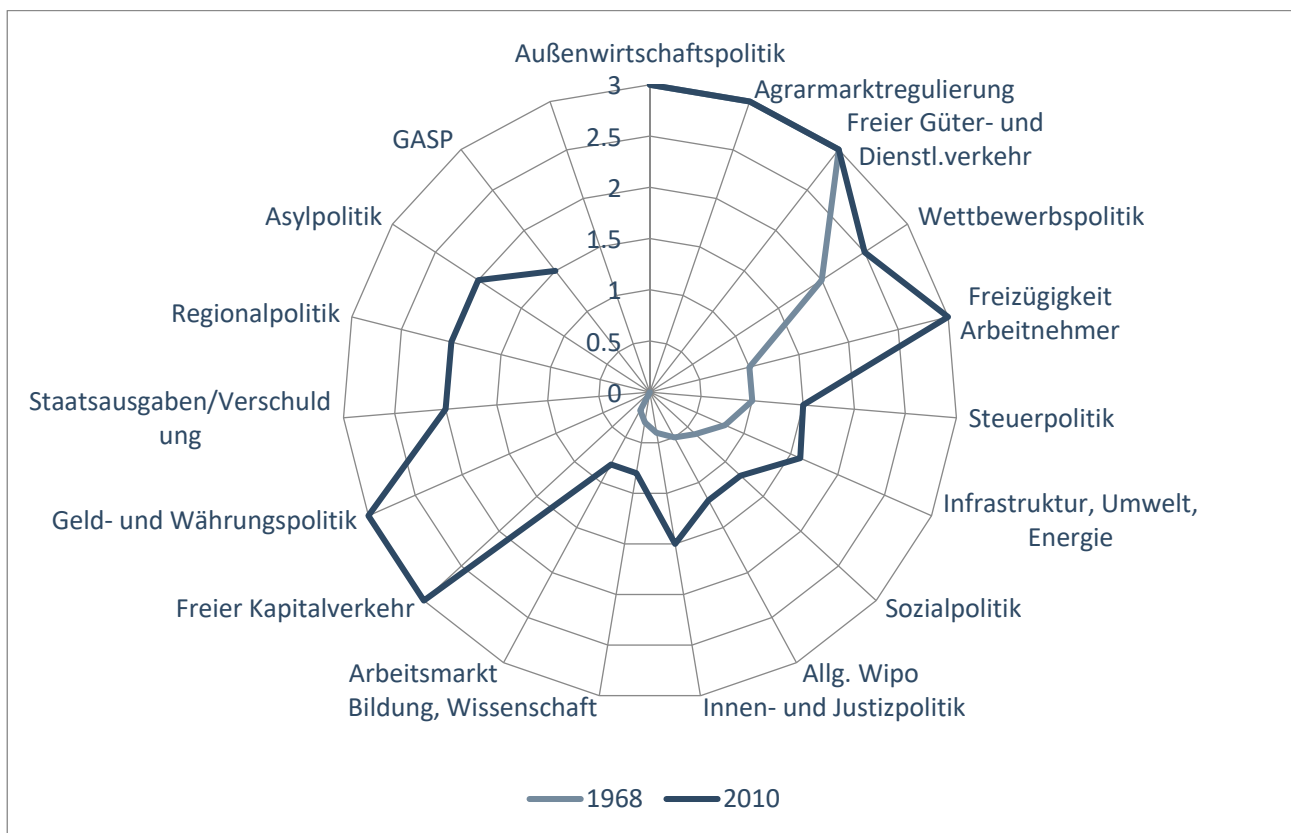 Außenwirtschaftspolitik
3
Agrarmarktregulierung
Freier Güter- und
Dienstl.verkehr
GASP
2.5
Asylpolitik
2
Wettbewerbspolitik
1.5
Regionalpolitik
1
Freizügigkeit
Arbeitnehmer
0.5
Staatsausgaben/Verschuld
ung
0
Steuerpolitik
Geld- und Währungspolitik
Infrastruktur, Umwelt,
Energie
Freier Kapitalverkehr
Sozialpolitik
Arbeitsmarkt
Allg. Wipo
Bildung, Wissenschaft
Innen- und Justizpolitik
1968
2010